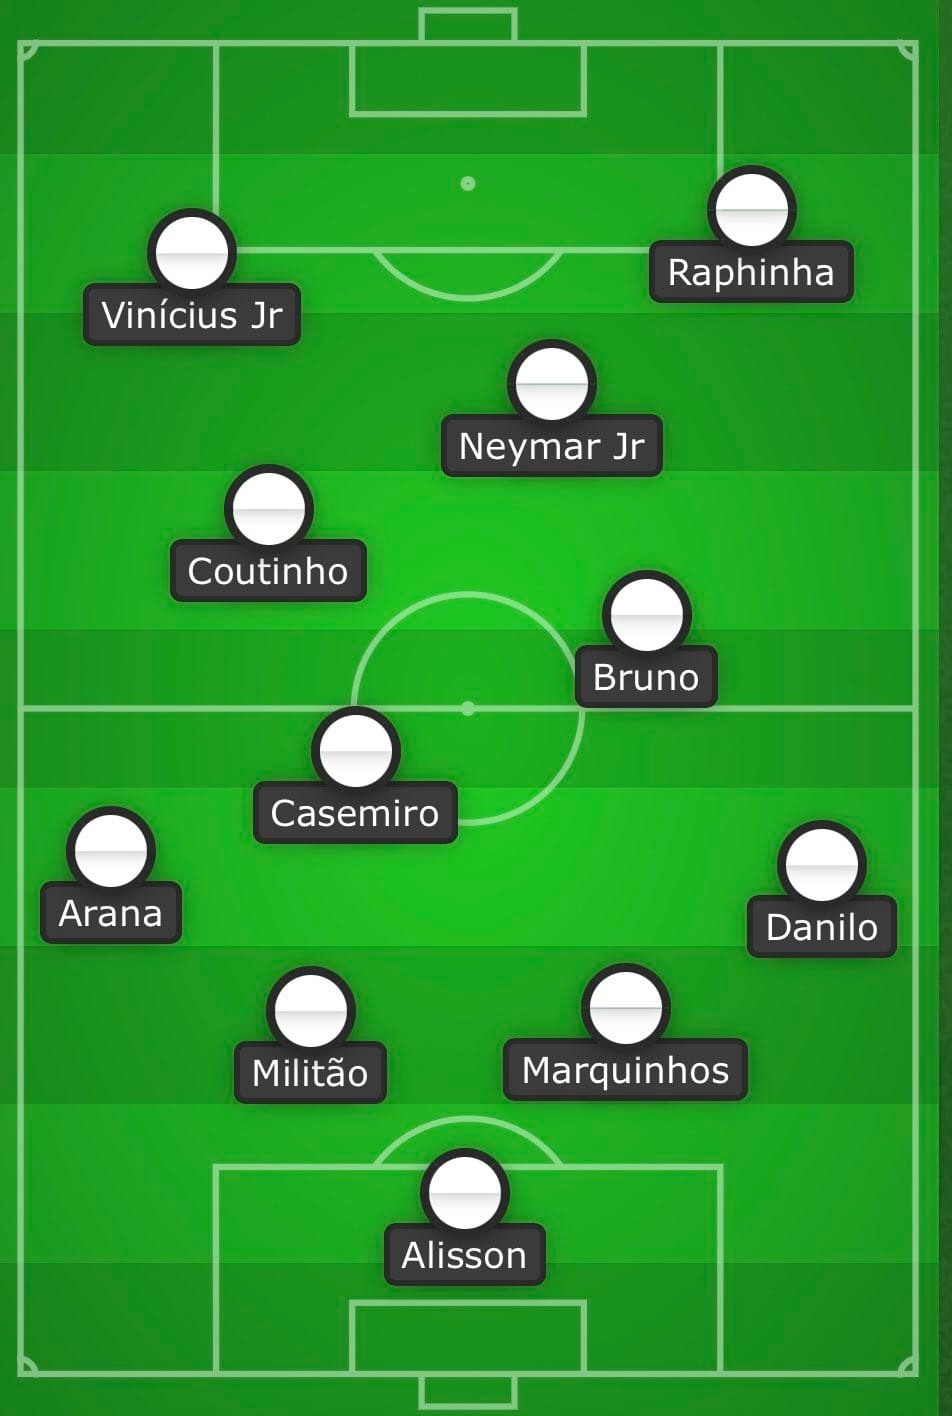 Raphinha
Vinícius Jr
Neymar Jr
Coutinho
Bruno
Casemiro
Arana
Danilo
Militão
Marquinhos
Alisson